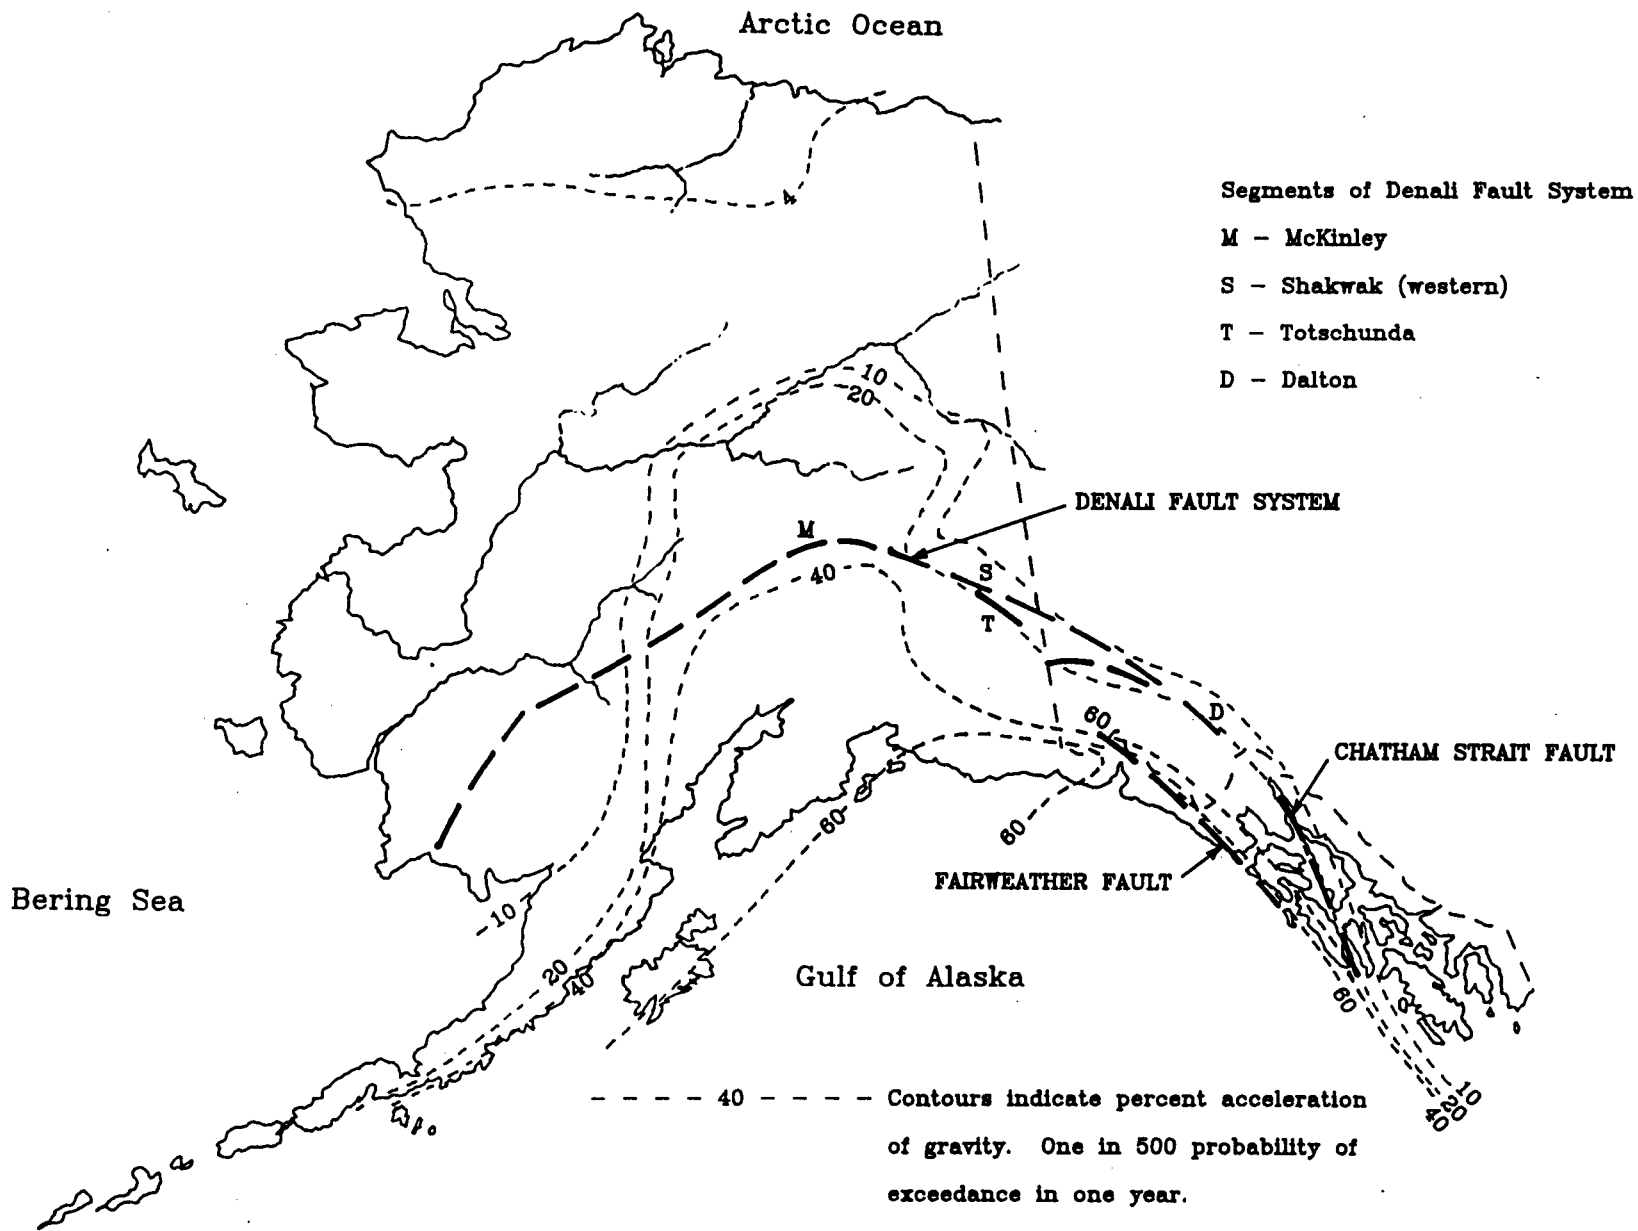 Arctic Ocean
4
Segments of Denali Fault System
M – McKinley
S – Shakwak (western)
T – Totschunda
D – Dalton
10
20
DENALI FAULT SYSTEM
M
40
S
T
60
D
CHATHAM STRAIT FAULT
60
60
FAIRWEATHER FAULT
Bering Sea
10
20
40
Gulf of Alaska
60
10
20
40
40
Contours indicate percent acceleration
of gravity. One in 500 probability of
exceedance in one year.